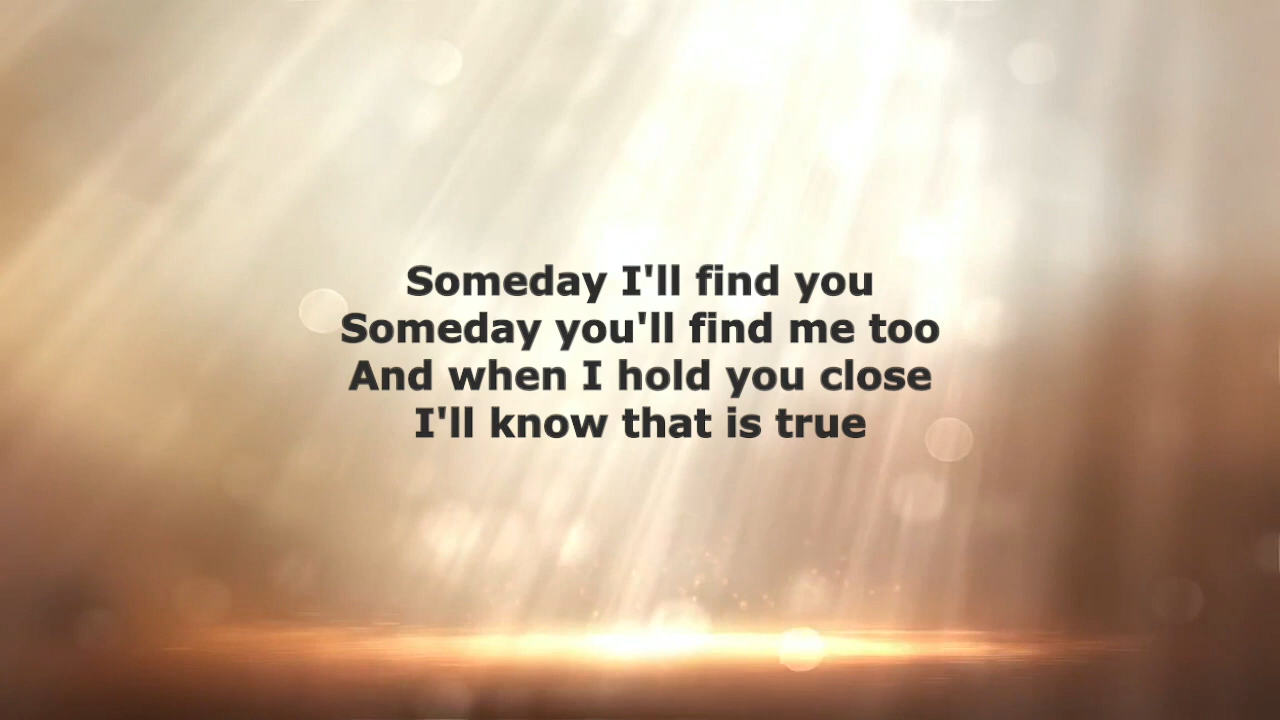 Someday I'll find you
Someday you'll find me too
And when I hold you close
I'll know that is true